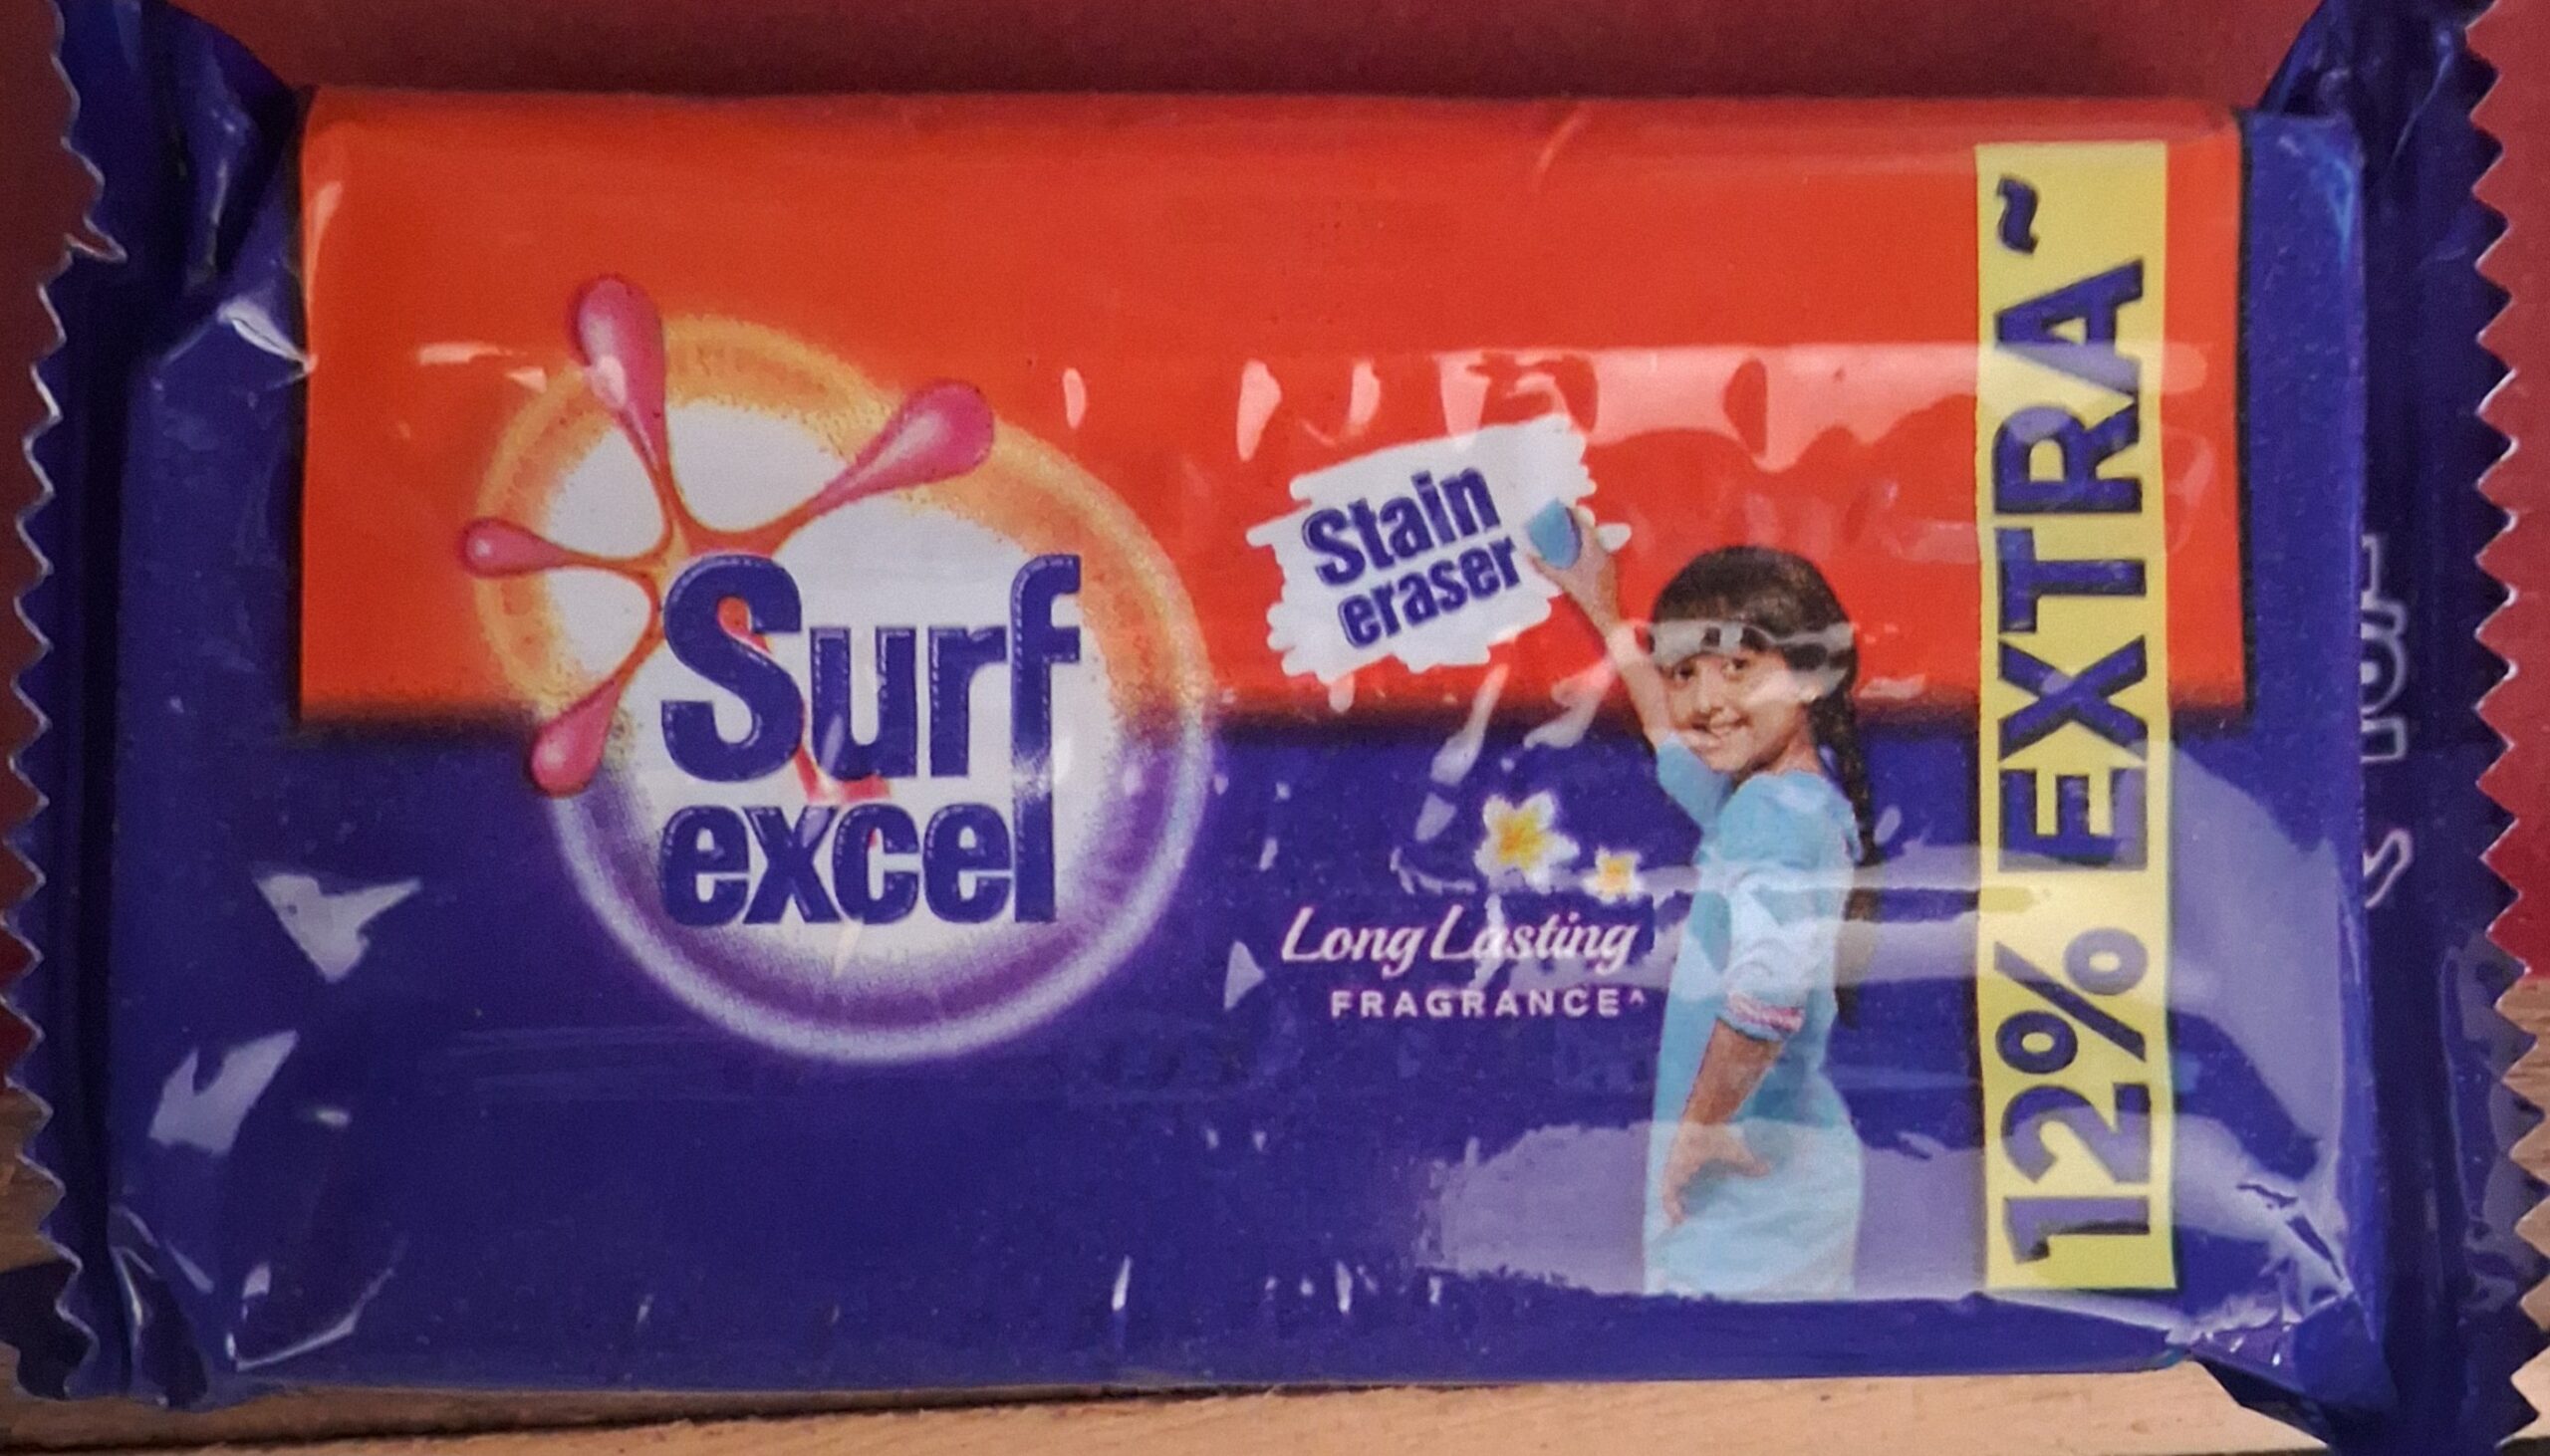 Surf
excel
Stain
eraser
Long Lasting
FRAGRANCE^
12% EXTRA~